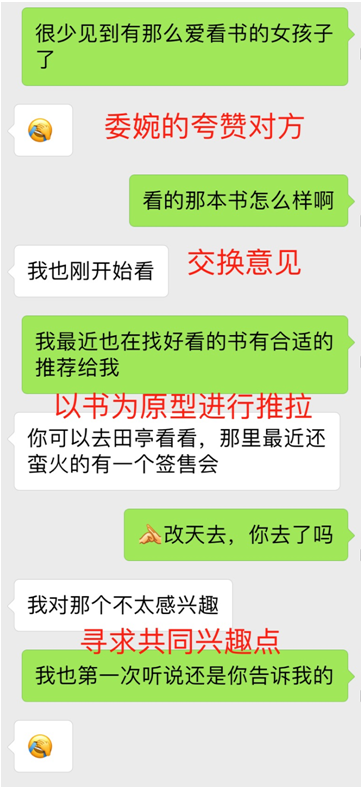 很少见到有那么爱看书的女孩子
了
委婉的夸赞对方
看的那本书怎么样啊
我也刚开始看
交换意见
我最近也在找好看的书有合适的
推荐给我
以书为原型进行推拉
你可以去田亭看看，那里最近还
蛮火的有一个签售会
改天去，你去了吗
我对那个不太感兴趣
寻求共同兴趣点
我也第一次听说还是你告诉我的